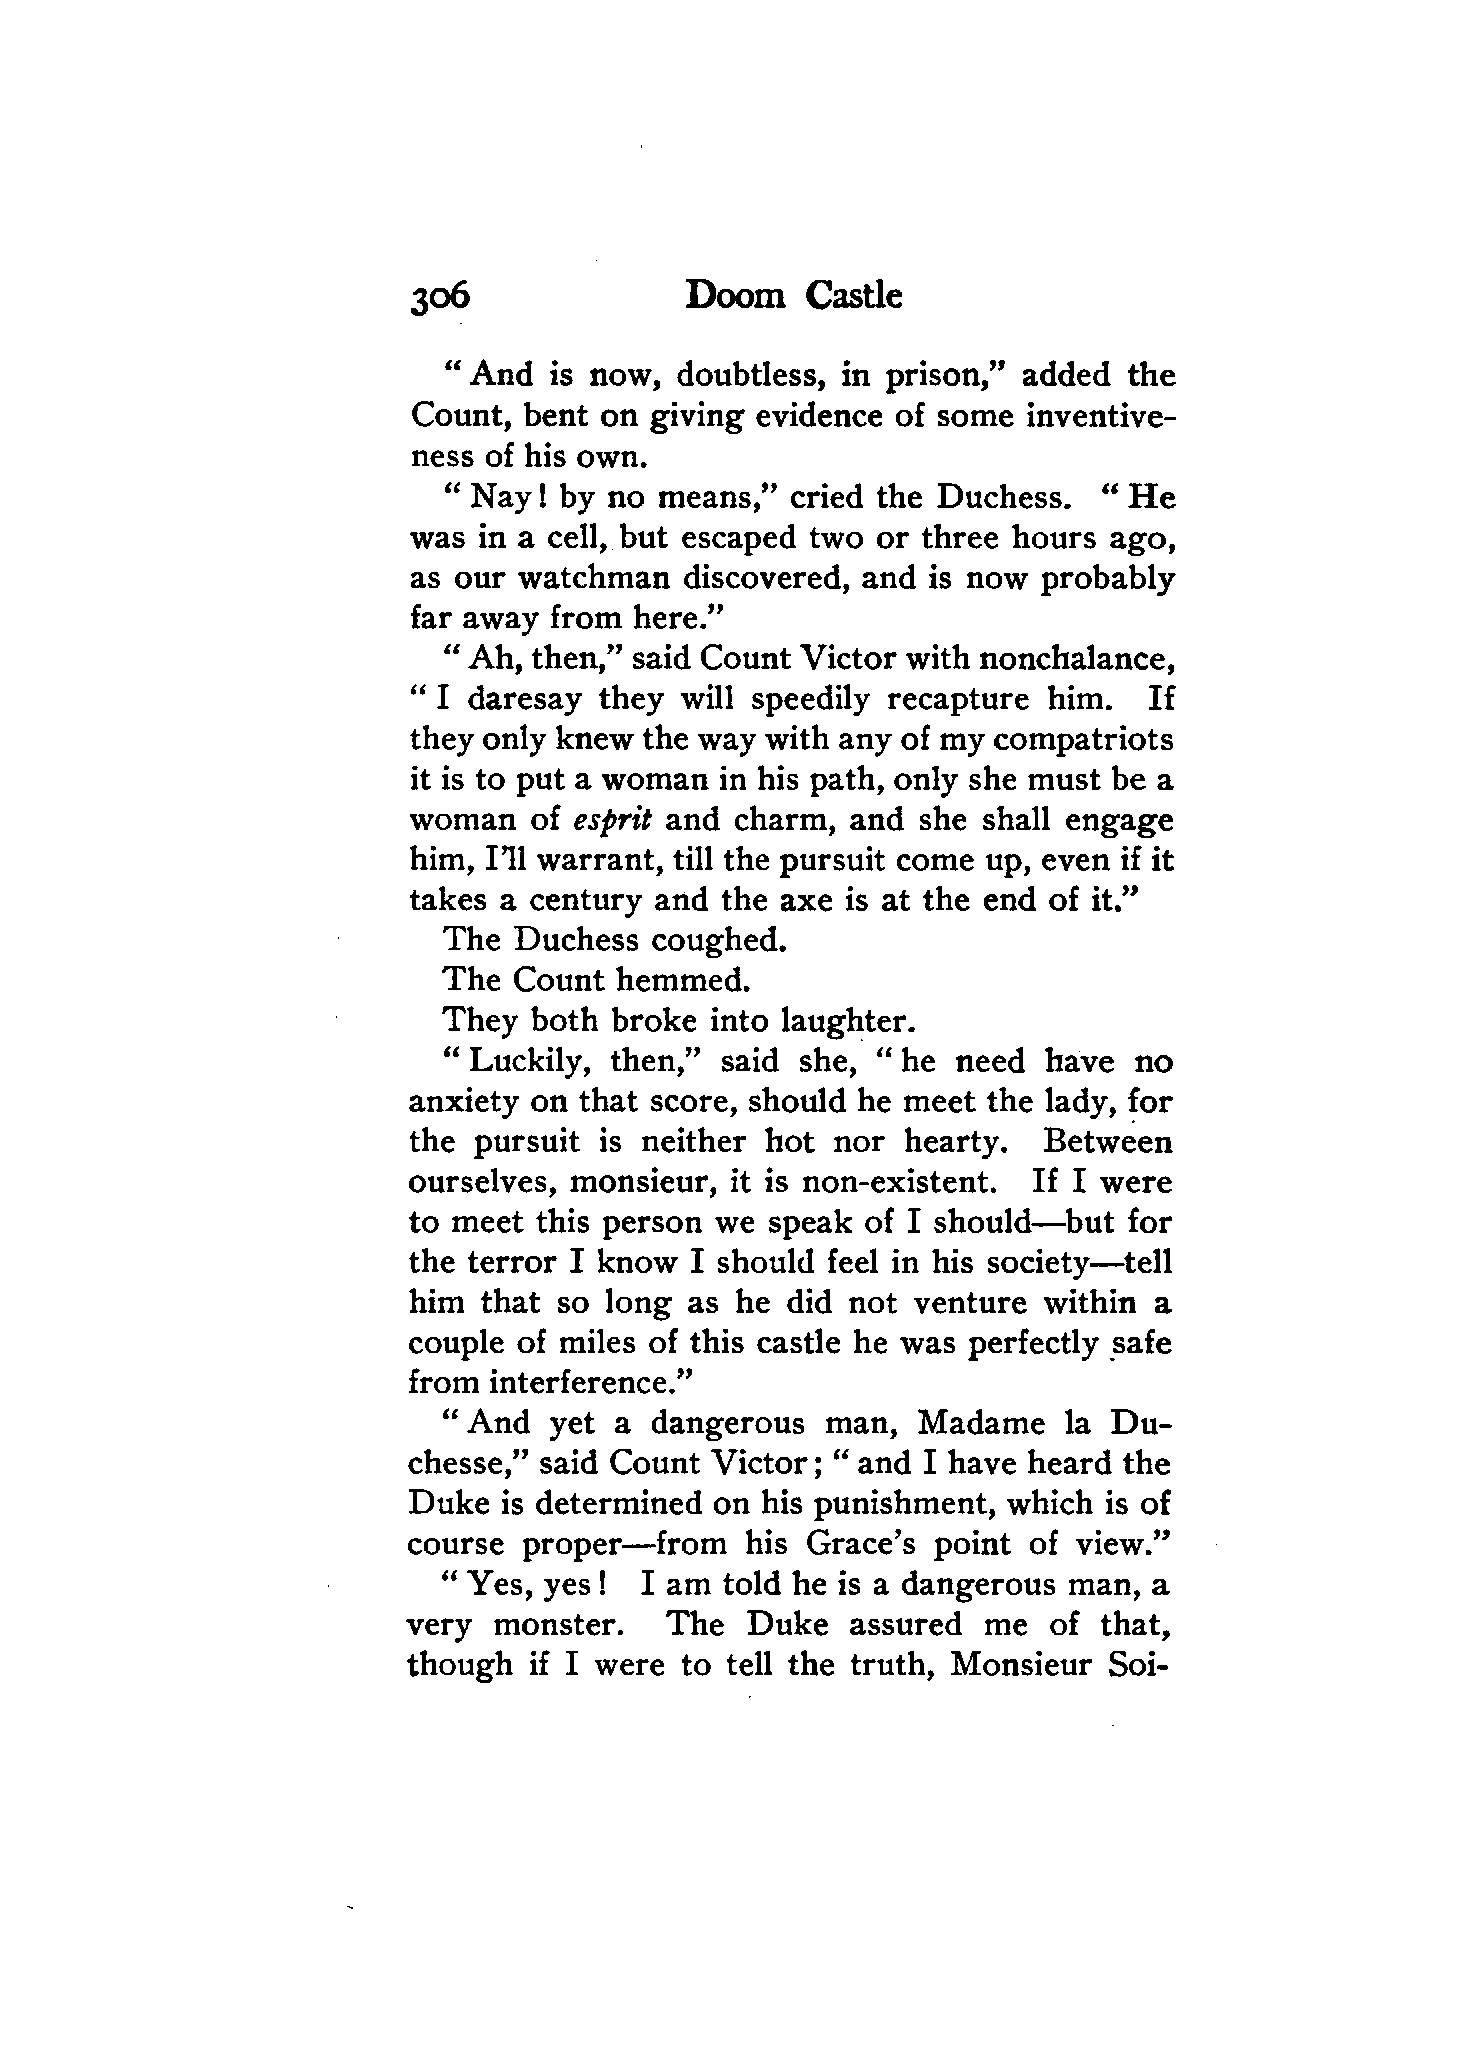 306 Doom Castle
“And is now, doubtless, in prison,” added the
Count, bent on giving evidence of some inventive-
ness of his own.
“Nay! by no means,” cried the Duchess. “He
was in a cell, but escaped two or three hours ago,
as our watchman discovered, and is now probably
far away from here.”
“Ah, then,” said Count Victor with nonchalance,
“I daresay they will speedily recapture him. If
they only knew the way with any of my compatriots
it is to put a woman in his path, only she must be a
woman of esprit and charm, and she shall engage
him, I'll warrant, till the pursuit come up, even if it
takes a century and the axe is at the end of it.”
The Duchess coughed.
The Count hemmed.
They both broke into laughter.
“Luckily, then,” said she, “he need have no
anxiety on that score, should he meet the lady, for
the pursuit is neither hot nor hearty. Between
ourselves, monsieur, it is non-existent. If I were
to meet this person we speak of I should—but for
the terror I know I should feel in his society—tell
him that so long as he did not venture within a
couple of miles of this castle he was perfectly safe
from interference.”
“And yet a dangerous man, Madame la Du-
chesse,” said Count Victor; “and I have heard the
Duke is determined on his punishment, which is of
course proper—from his Grace's point of view.”
“Yes, yes! I am told he is a dangerous man, a
very monster. The Duke assured me of that,
though if I were to tell the truth, Monsieur Soi-